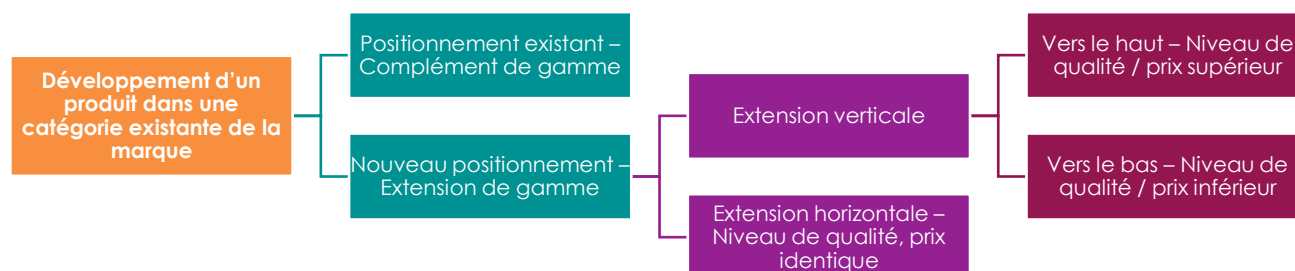 Développement d'un
produit dans une
catégorie existante de la
marque
Positionnement existant –
Complément de gamme
Nouveau positionnement –
Extension de gamme
Extension verticale
Extension horizontale –
Niveau de qualité, prix
identique
Vers le haut – Niveau de
qualité / prix supérieur
Vers le bas – Niveau de
qualité / prix inférieur